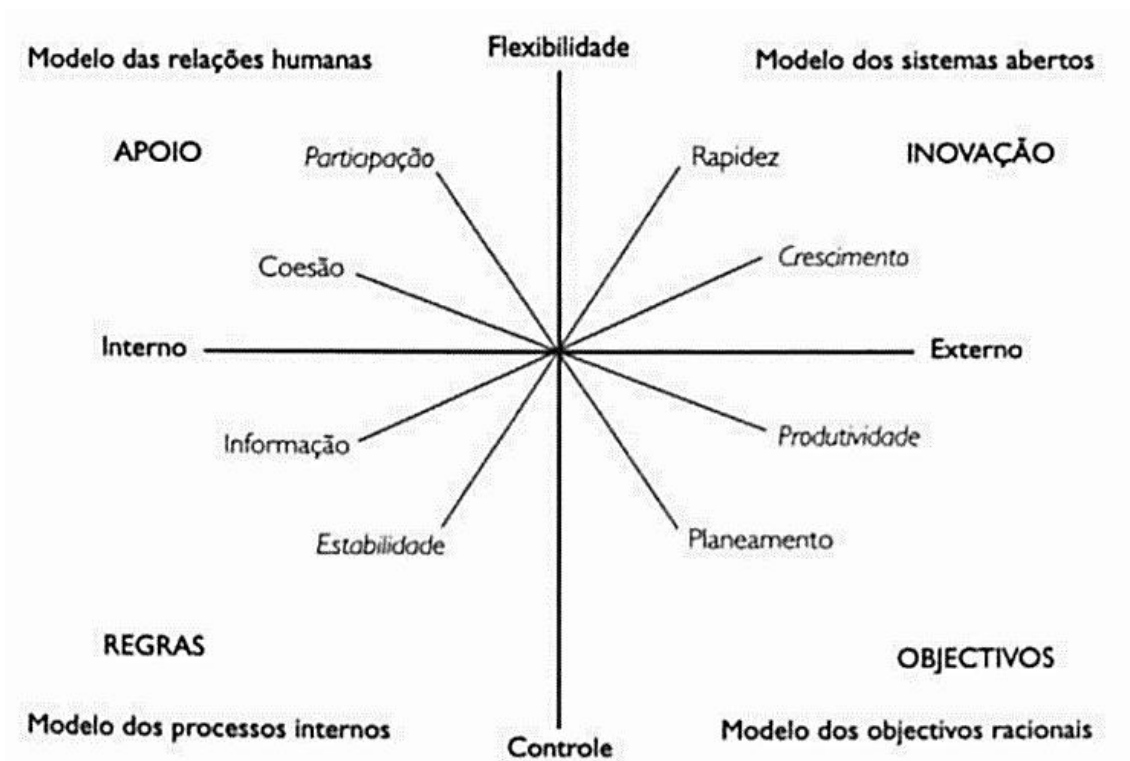 Flexibilidade
Modelo das relações humanas
Modelo dos sistemas abertos
APOIO
Participação
Rapidez
INOVAÇÃO
Coesão
Crescimento
Interno
Externo
Informação
Produtividade
Estabilidade
Planeamento
REGRAS
OBJECTIVOS
Modelo dos processos internos
Modelo dos objectivos racionais
Controle